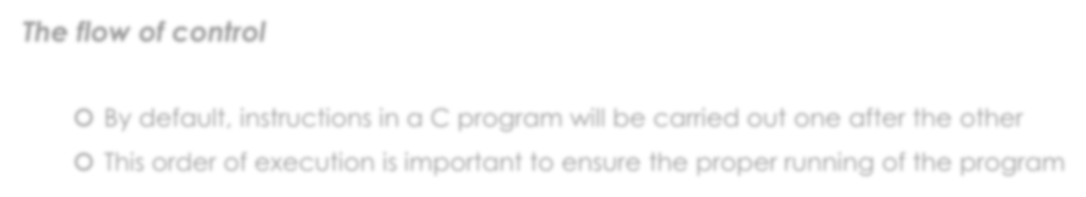 The flow of control
By default, instructions in a C program will be carried out one after the other
This order of execution is important to ensure the proper running of the program